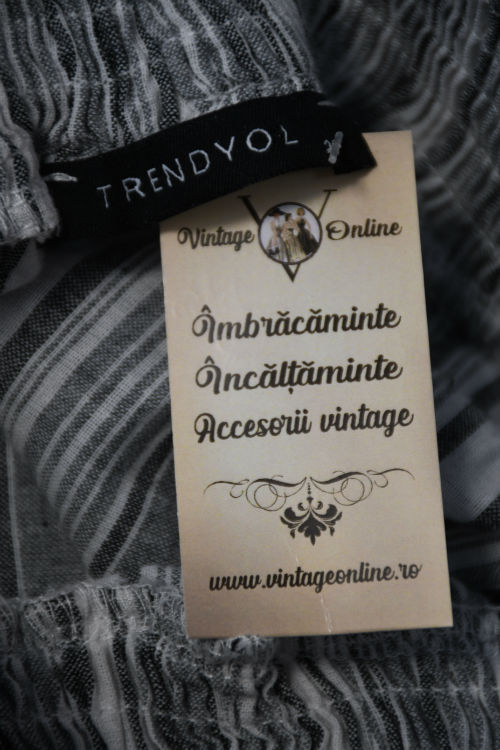 TRENDYOL
Vintage Online
Îmbrăcăminte
Încălțăminte
Accesorii vintage
www.vintageonline.ro